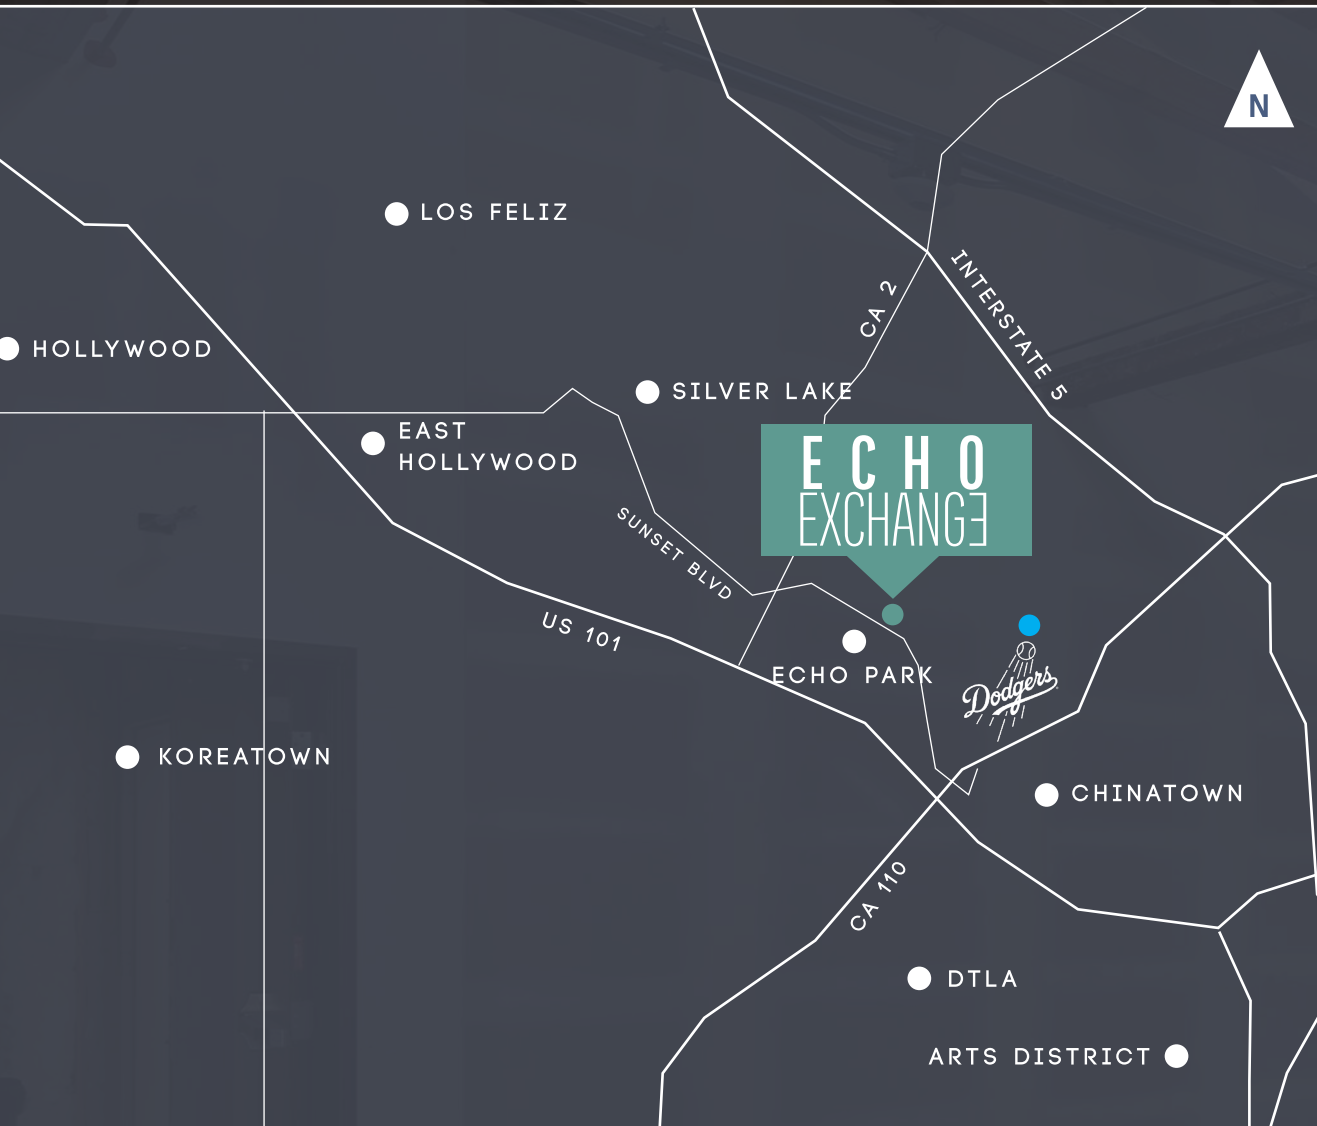 N
LOS FELIZ
CA 2
INTERSTATE 5
HOLLYWOOD
SILVER LAKE
EAST
HOLLYWOOD
ECHO
EXCHANGE
SUNSET BLVD
US 101
ECHO PARK
Dodgers
KOREATOWN
CHINATOWN
CA 110
DTLA
ARTS DISTRICT